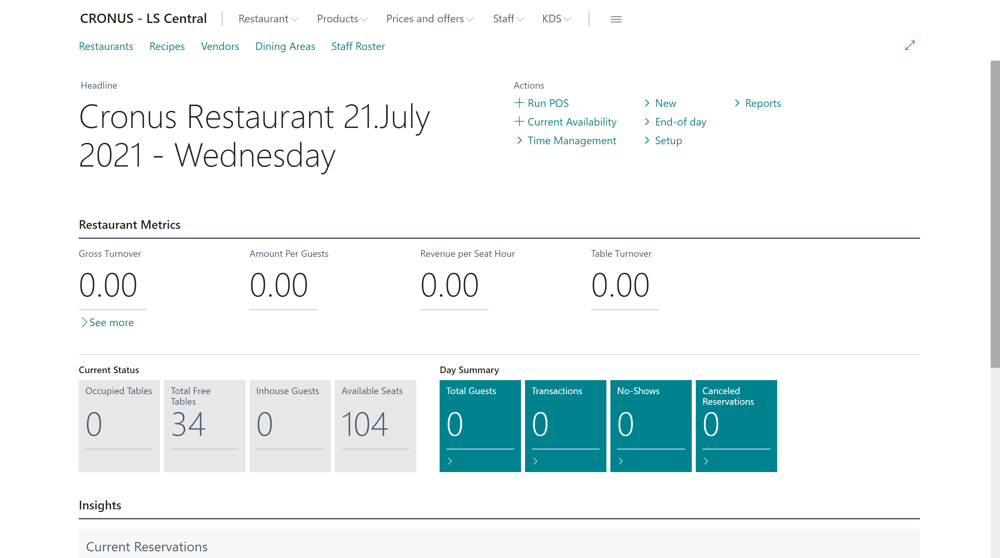 CRONUS - LS Central
Restaurant
Products
Prices and offers
Staff
KDS
Restaurants
Recipes
Vendors
Dining Areas
Staff Roster
Headline
Cronus Restaurant 21.July
2021 - Wednesday
Actions
Run POS
New
Reports
Current Availability
End-of day
Time Management
Setup
Restaurant Metrics
Gross Turnover
0.00
Amount Per Guests
0.00
Revenue per Seat Hour
0.00
Table Turnover
0.00
See more
Current Status
Occupied Tables
0
Total Free
Tables
34
Inhouse Guests
0
Available Seats
104
Day Summary
Total Guests
0
Transactions
0
No-Shows
0
Canceled
Reservations
0
Insights
Current Reservations